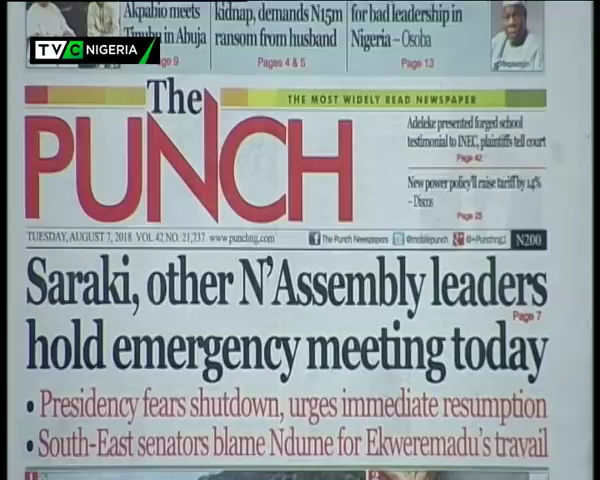 Akpabio meets
Tinubu in Abuja
Page 9
kidnap, demands N15m
ransom from husband
Pages 4 & 5
for bad leadership in
Nigeria – Osoba
Page 13
TVC NIGERIA
The
PUNCH
THE MOST WIDELY READ NEWSPAPER
Adeleke presented forged school
testimonial to INEC, plaintiffs tell court
Page 42
New power policy'll raise tariff by 14%
– Discos
Page 25
TUESDAY, AUGUST 7, 2018 VOL 42 NO. 21,737 www.punchng.com
The Punch Newspapers @mobilepunch @+Punchng1 N200
Saraki, other N'Assembly leaders
Page 7
hold emergency meeting today
• Presidency fears shutdown, urges immediate resumption
• South-East senators blame Ndume for Ekweremadu's travail
1
2